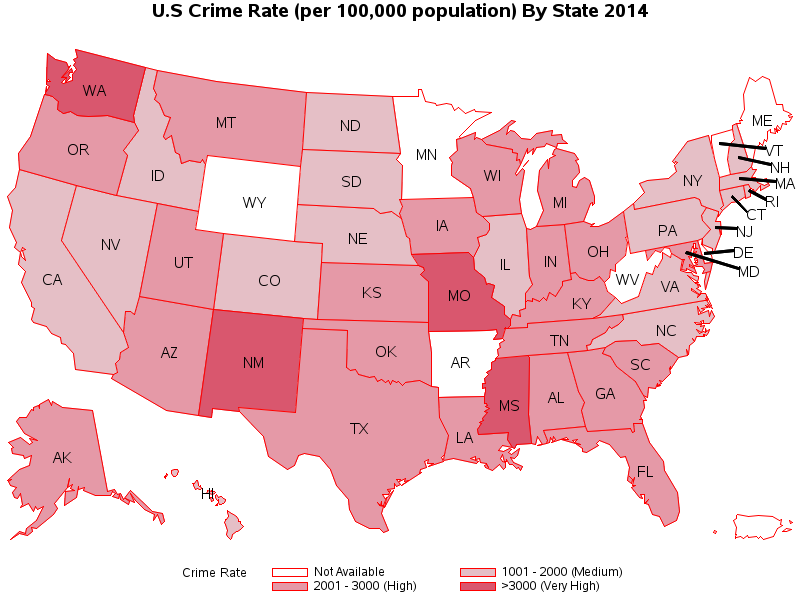 U.S Crime Rate (per 100,000 population) By State 2014
WA
MT
ND
MN
ME
OR
ID
SD
WI
VT
NH
NY
MA
WY
MI
RI
CT
NV
IA
PA
NJ
NE
UT
CO
IL
IN
OH
DE
CA
WV
MD
VA
KS
MO
KY
NC
AZ
NM
OK
AR
TN
SC
MS
AL
GA
TX
LA
AK
FL
HI
Crime Rate
Not Available
1001 - 2000 (Medium)
2001 - 3000 (High)
>3000 (Very High)